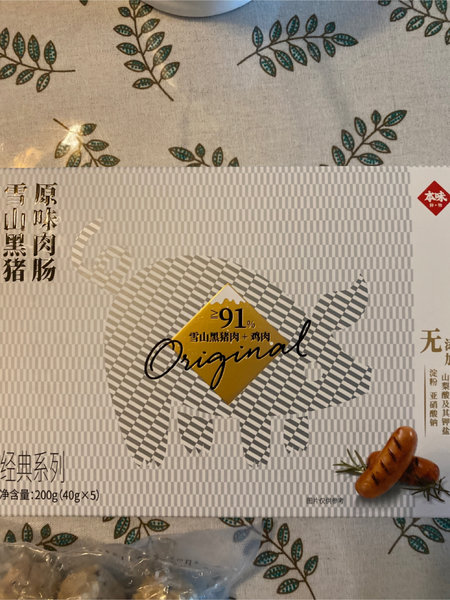 雪山黑猪
原味肉肠
本味
≥91%
雪山黑猪肉+鸡肉
Original
无添加
山梨酸及其钾盐
淀粉 亚硝酸钠
经典系列
净含量:200g(40g×5)
图片仅供参考